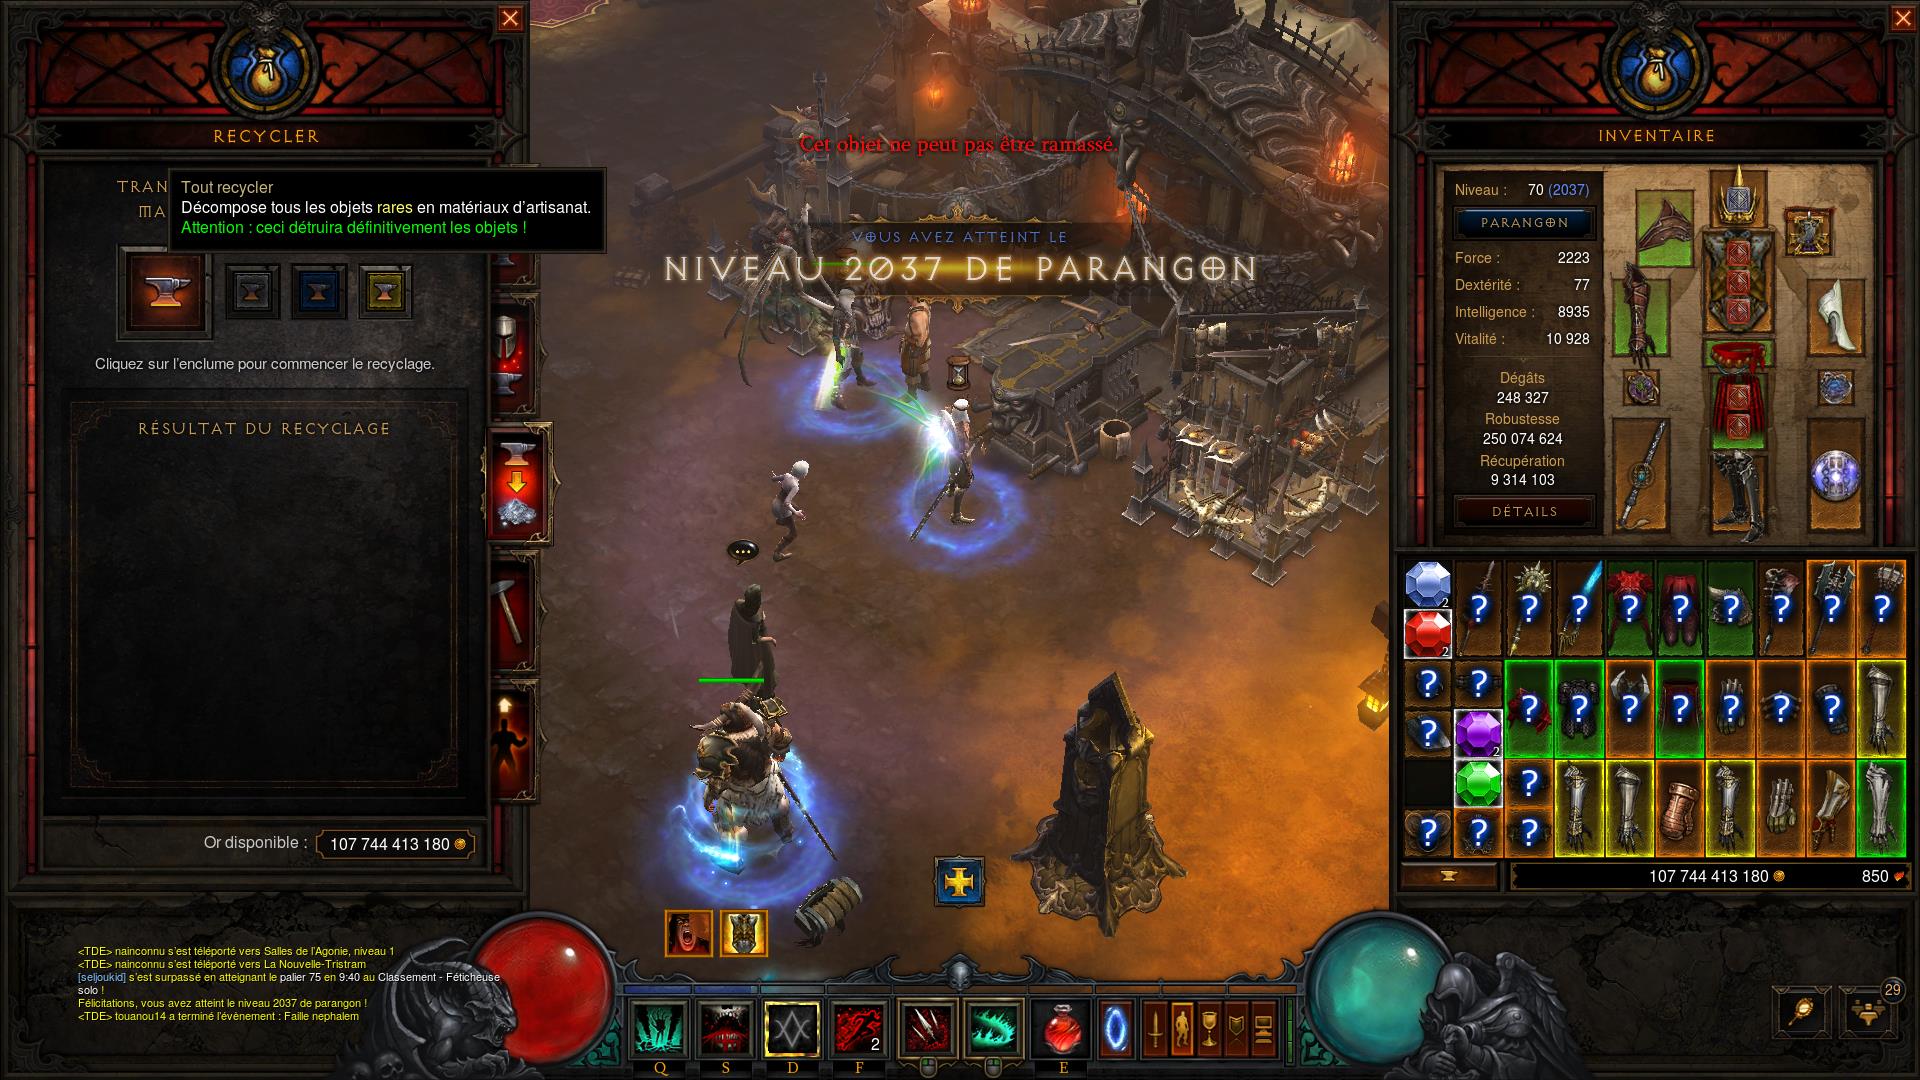 RECYCLER
TRAN
MA
Tout recycler
Décompose tous les objets rares en matériaux d'artisanat.
Attention : ceci détruira définitivement les objets !
Cliquez sur l'enclume pour commencer le recyclage.
RÉSULTAT DU RECYCLAGE
Or disponible :
107 744 413 180
Cet objet ne peut pas être ramassé.
VOUS AVEZ ATTEINT LE
NIVEAU 2037 DE PARANGON
INVENTAIRE
Niveau : 70 (2037)
PARANGON
Force : 2223
Dextérité : 77
Intelligence : 8935
Vitalité : 10 928
Dégâts
248 327
Robustesse
250 074 624
Récupération
9 314 103
DÉTAILS
2
? ? ? ? ? ? ? ? ?
2
? ? ? ? ? ? ? ? ?
? 2
?
? ? ?
107 744 413 180
850
<TDE> nainconnu s'est téléporté vers Salles de l'Agonie, niveau 1
<TDE> nainconnu s'est téléporté vers La Nouvelle-Tristram
[seljoukid] s'est surpassé en atteignant le palier 75 en 9:40 au Classement - Féticheuse
solo !
Félicitations, vous avez atteint le niveau 2037 de parangon !
<TDE> touanou14 a terminé l'évènement : Faille nephalem
2
Q S D F E
29